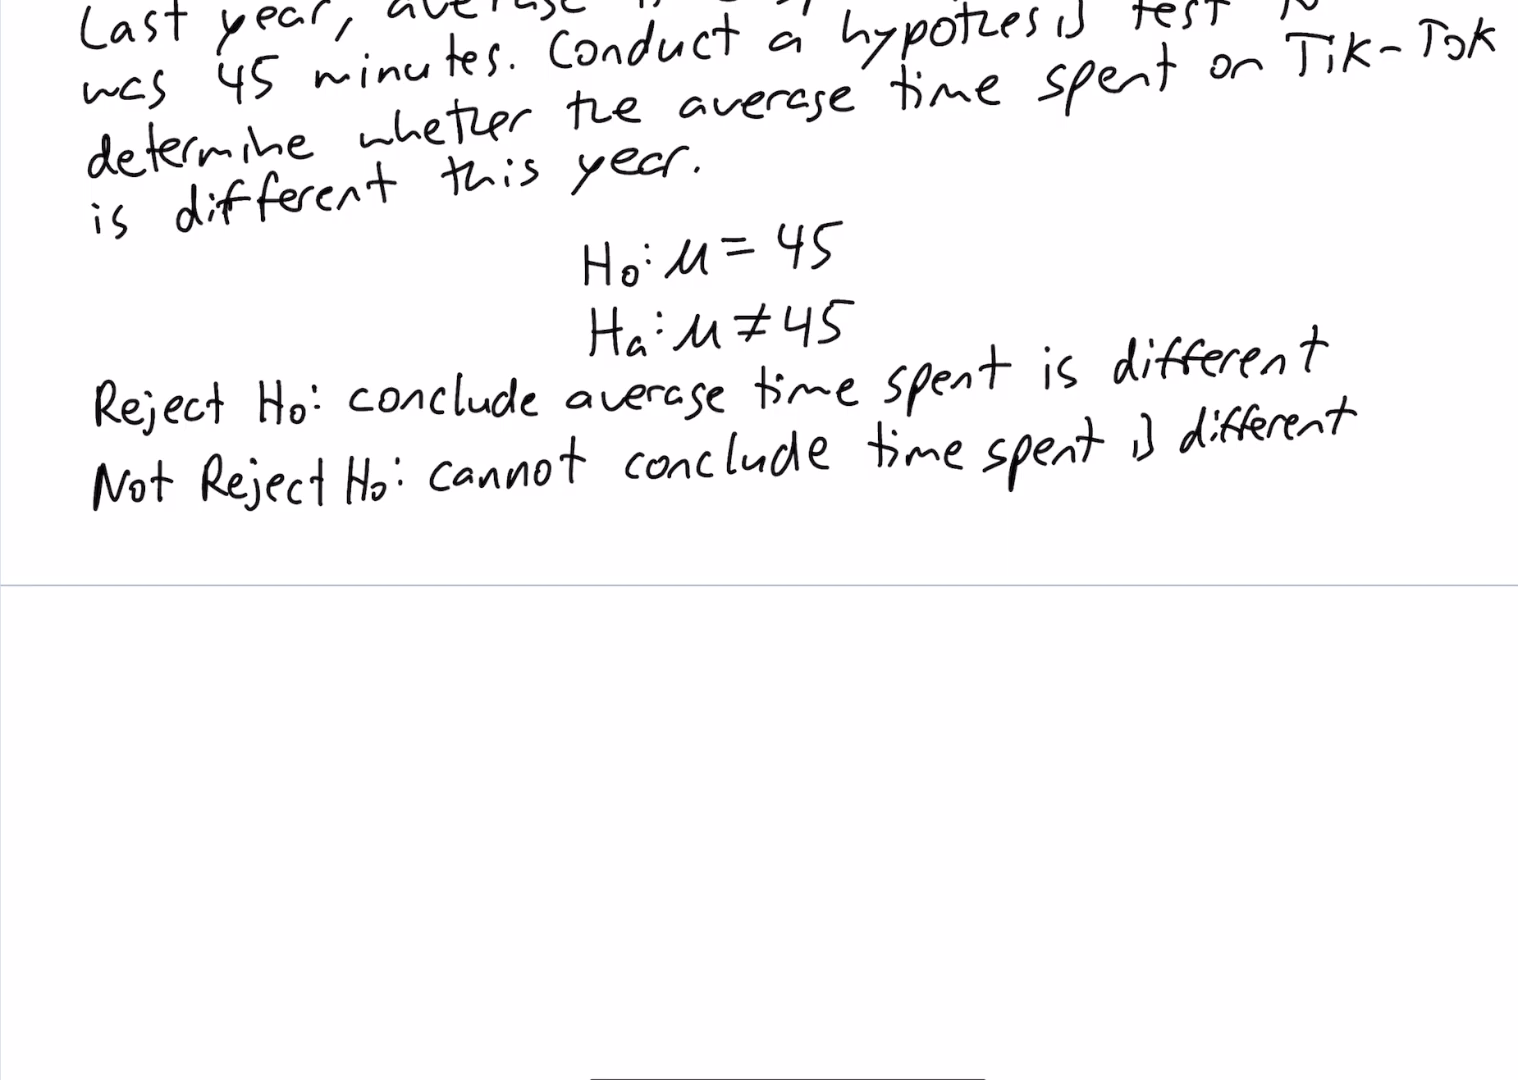 Last year, average
was 45 minutes. Conduct a hypothesis test to
determine whether the average time spent on Tik-Tok
is different this year.
H₀: μ = 45
Hₐ: μ ≠ 45
Reject H₀: conclude average time spent is different
Not Reject H₀: cannot conclude time spent is different